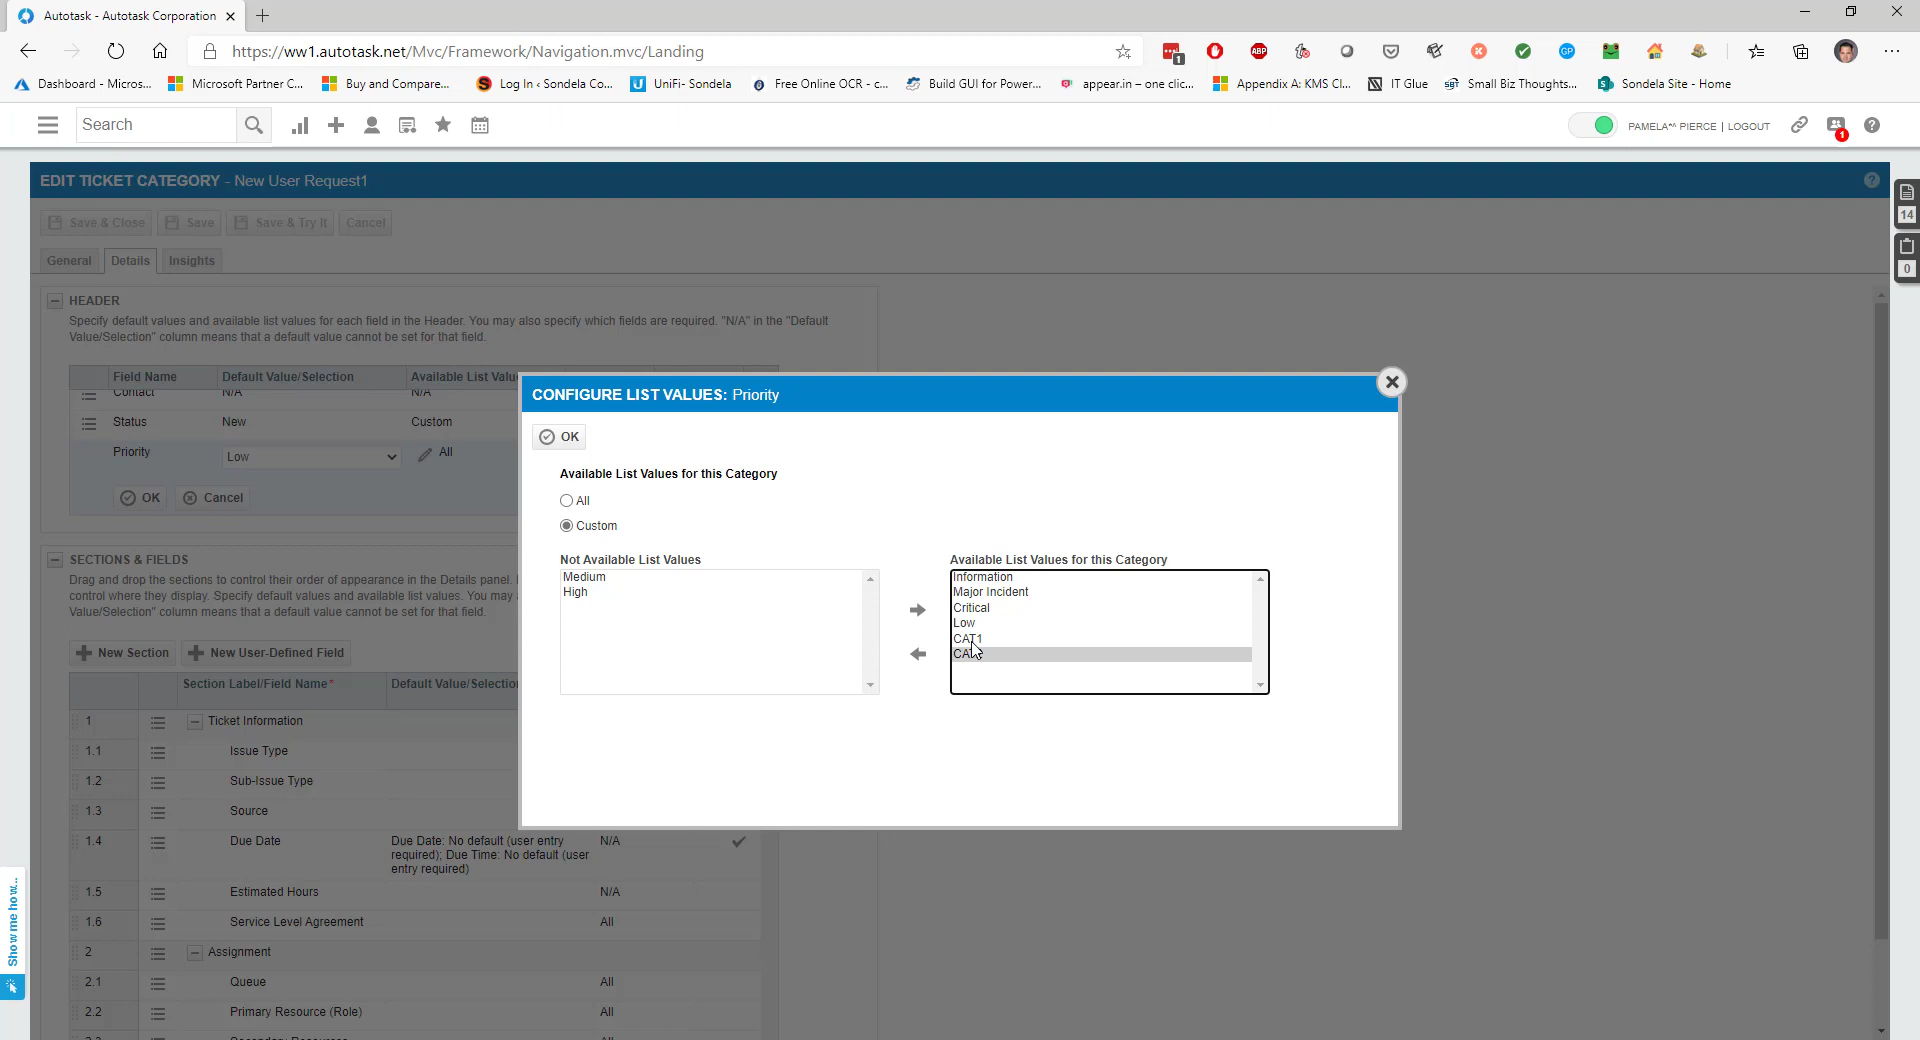 Autotask - Autotask Corporation
https://ww1.autotask.net/Mvc/Framework/Navigation.mvc/Landing
ABP
1
GP
Dashboard - Micros...
Microsoft Partner C...
Buy and Compare...
Log In ‹ Sondela Co...
UniFi- Sondela
Free Online OCR - c...
Build GUI for Power...
appear.in – one clic...
Appendix A: KMS Cl...
IT Glue
Small Biz Thoughts...
Sondela Site - Home
Search
PAMELA** PIERCE | LOGOUT
1
EDIT TICKET CATEGORY - New User Request1
Save & Close
Save
Save & Try It
Cancel
14
0
General
Details
Insights
HEADER
Specify default values and available list values for each field in the Header. You may also specify which fields are required. "N/A" in the "Default
Value/Selection" column means that a default value cannot be set for that field.
Field Name
Default Value/Selection
Available List Valu
Contact
N/A
N/A
Status
New
Custom
Priority
Low
All
OK
Cancel
CONFIGURE LIST VALUES: Priority
OK
Available List Values for this Category
All
Custom
Not Available List Values
Medium
High
Available List Values for this Category
Information
Major Incident
Critical
Low
CAT1
SECTIONS & FIELDS
Drag and drop the sections to control their order of appearance in the Details panel.
control where they display. Specify default values and available list values. You may
Value/Selection" column means that a default value cannot be set for that field.
New Section
New User-Defined Field
Section Label/Field Name*
Default Value/Selectio
1 Ticket Information
1.1 Issue Type
1.2 Sub-Issue Type
1.3 Source
1.4 Due Date
Due Date: No default (user entry
required); Due Time: No default (user
entry required)
N/A
1.5 Estimated Hours N/A
1.6 Service Level Agreement All
2 Assignment
2.1 Queue All
2.2 Primary Resource (Role) All
Show me how...